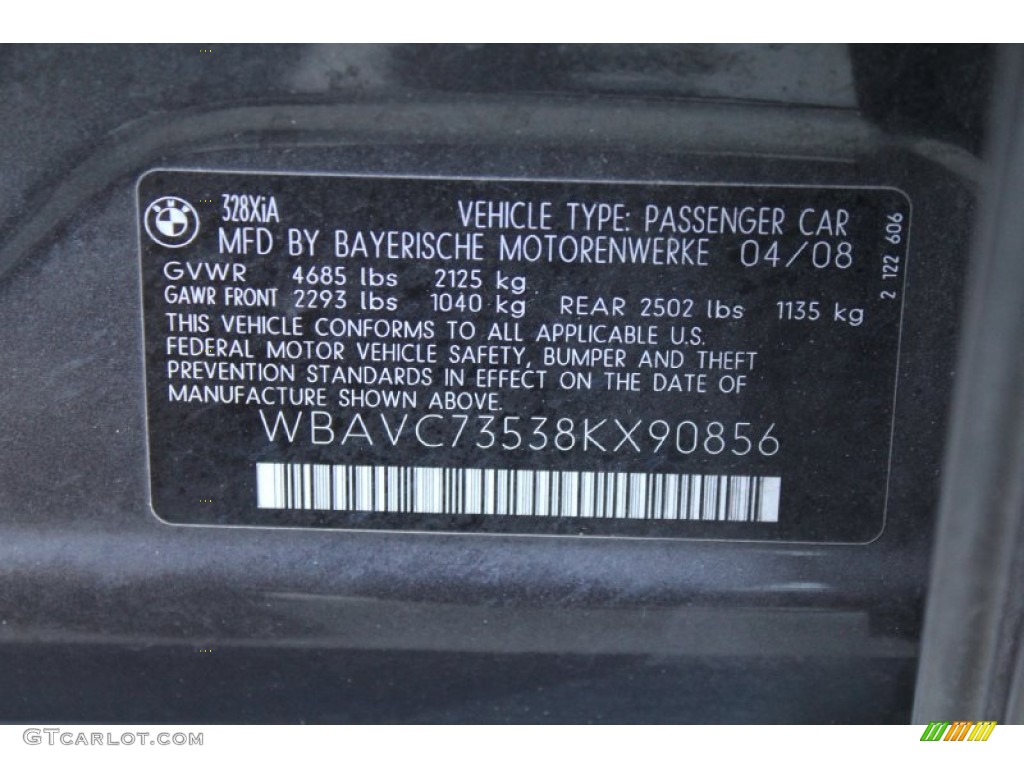 328XiA
VEHICLE TYPE: PASSENGER CAR
MFD BY BAYERISCHE MOTORENWERKE 04/08
GVWR 4685 lbs 2125 kg
GAWR FRONT 2293 lbs 1040 kg REAR 2502 lbs 1135 kg
THIS VEHICLE CONFORMS TO ALL APPLICABLE U.S.
FEDERAL MOTOR VEHICLE SAFETY, BUMPER AND THEFT
PREVENTION STANDARDS IN EFFECT ON THE DATE OF
MANUFACTURE SHOWN ABOVE.
WBAVC73538KX90856
2 122 606
BMW
GTCarLot.com